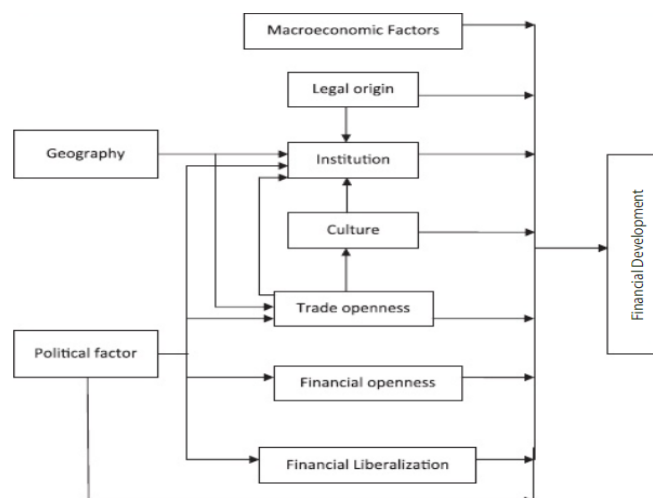 Macroeconomic Factors
Legal origin
Geography
Institution
Culture
Financial Development
Trade openness
Political factor
Financial openness
Financial Liberalization